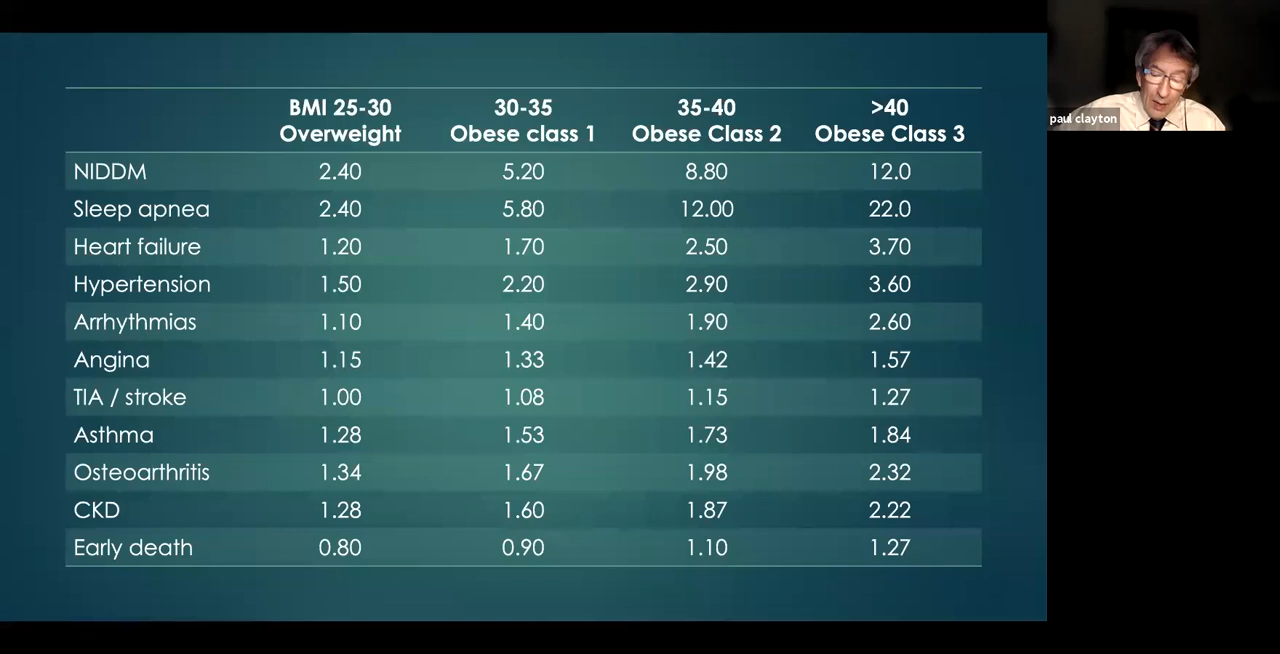 BMI 25-30 30-35 35-40 >40
Overweight Obese class 1 Obese Class 2 Obese Class 3
NIDDM 2.40 5.20 8.80 12.0
Sleep apnea 2.40 5.80 12.00 22.0
Heart failure 1.20 1.70 2.50 3.70
Hypertension 1.50 2.20 2.90 3.60
Arrhythmias 1.10 1.40 1.90 2.60
Angina 1.15 1.33 1.42 1.57
TIA / stroke 1.00 1.08 1.15 1.27
Asthma 1.28 1.53 1.73 1.84
Osteoarthritis 1.34 1.67 1.98 2.32
CKD 1.28 1.60 1.87 2.22
Early death 0.80 0.90 1.10 1.27
paul clayton